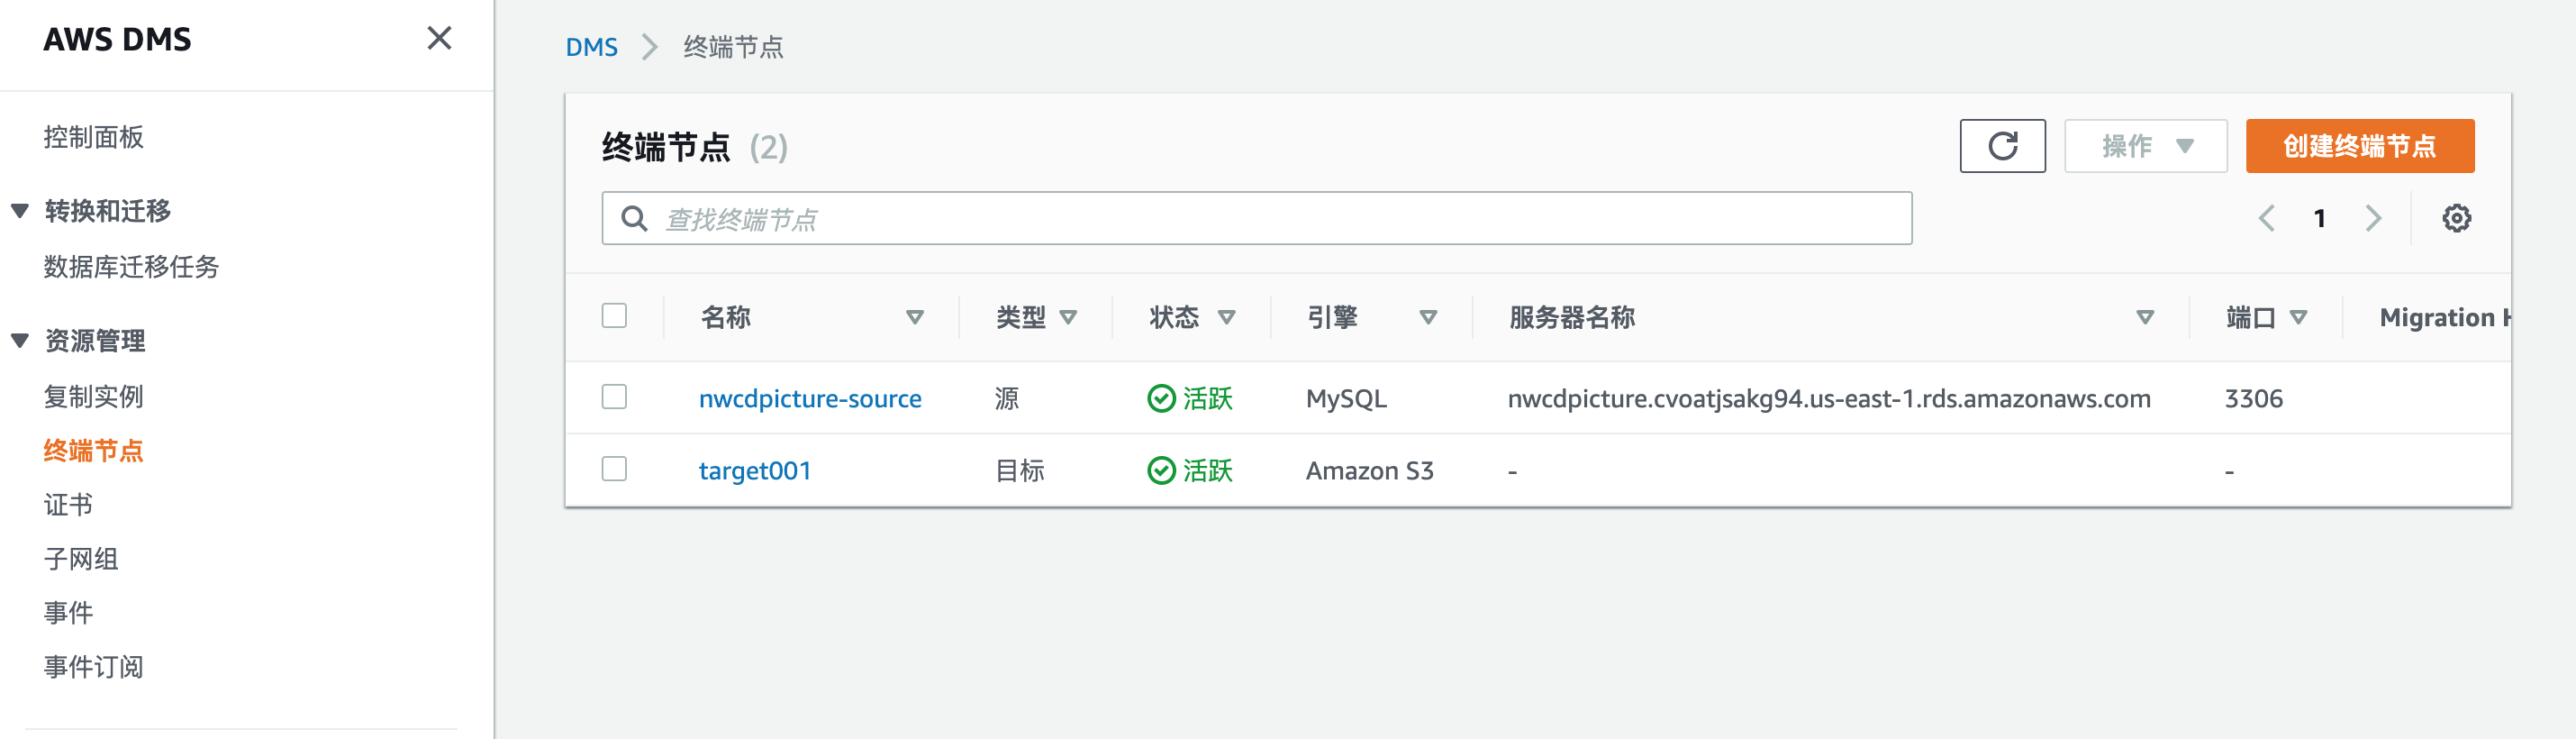 AWS DMS
控制面板
转换和迁移
数据库迁移任务
资源管理
复制实例
终端节点
证书
子网组
事件
事件订阅
DMS 终端节点
终端节点 (2)
操作
创建终端节点
查找终端节点
1
名称 类型 状态 引擎 服务器名称 端口 Migration
nwcdpicture-source 源 活跃 MySQL nwcdpicture.cvoatjsakg94.us-east-1.rds.amazonaws.com 3306
target001 目标 活跃 Amazon S3 - -